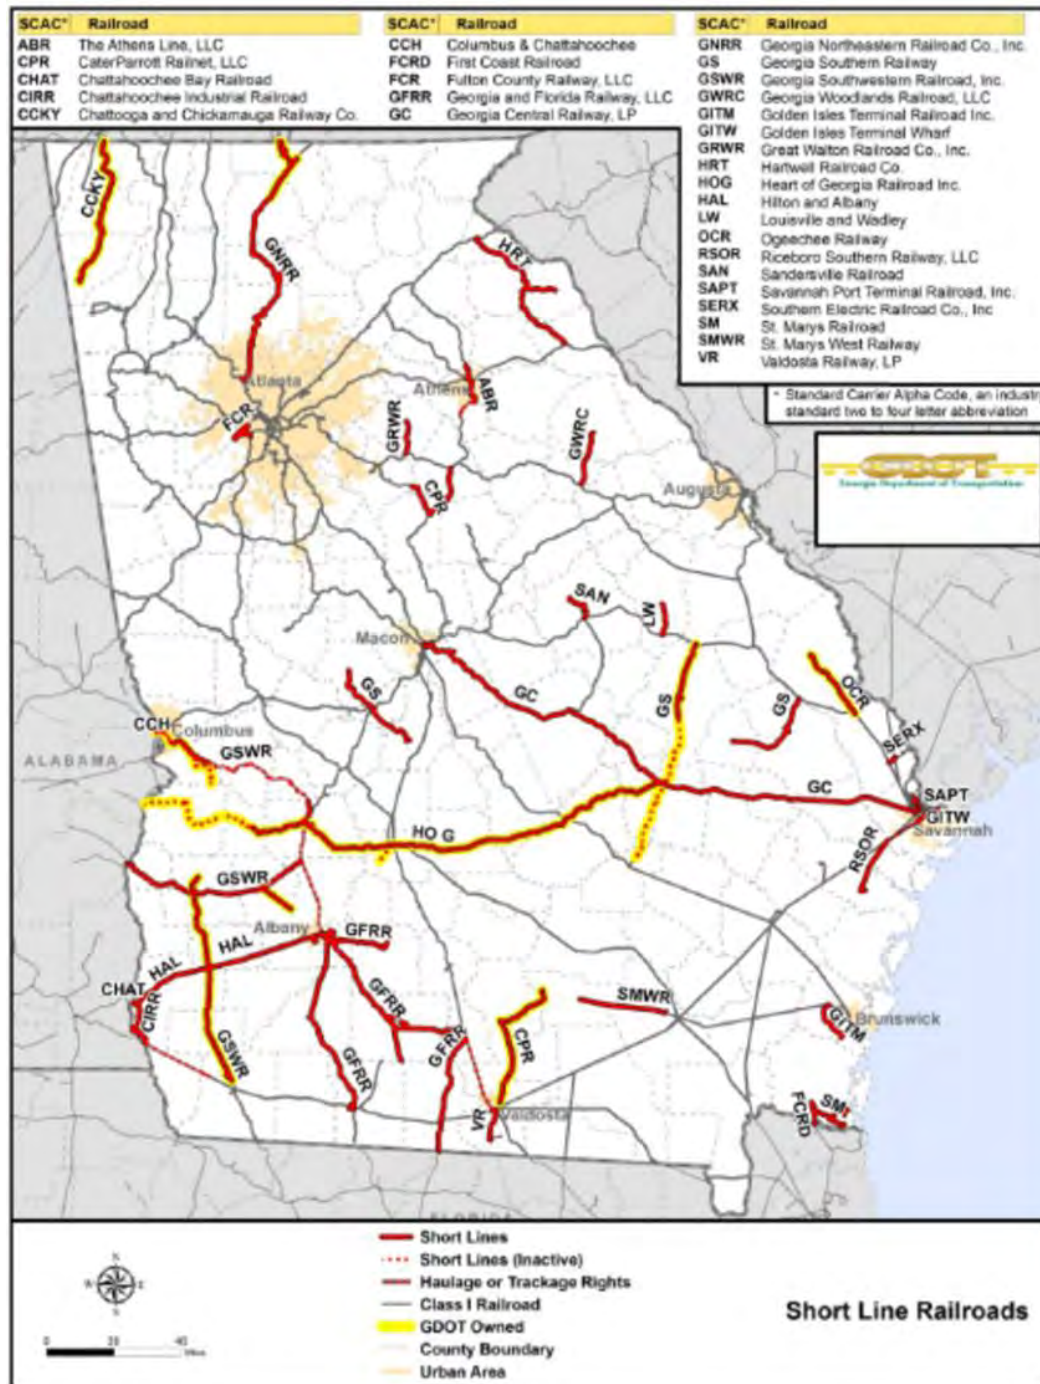 SCAC* Railroad
ABR The Athens Line, LLC
CPR CaterParrott Railnet, LLC
CHAT Chattahoochee Bay Railroad
CIRR Chattahoochee Industrial Railroad
CCKY Chattooga and Chickamauga Railway Co.
SCAC* Railroad
CCH Columbus & Chattahoochee
FCRD First Coast Railroad
FCR Fulton County Railway, LLC
GFRR Georgia and Florida Railway, LLC
GC Georgia Central Railway, LP
SCAC* Railroad
GNRR Georgia Northeastern Railroad Co., Inc.
GS Georgia Southern Railway
GSWR Georgia Southwestern Railroad, Inc.
GWRC Georgia Woodlands Railroad, LLC
GITM Golden Isles Terminal Railroad Inc.
GITW Golden Isles Terminal Wharf
GRWR Great Walton Railroad Co., Inc.
HRT Hartwell Railroad Co.
HOG Heart of Georgia Railroad Inc.
HAL Hilton and Albany
LW Louisville and Wadley
OCR Ogeechee Railway
RSOR Riceboro Southern Railway, LLC
SAN Sandersville Railroad
SAPT Savannah Port Terminal Railroad, Inc.
SERX Southern Electric Railroad Co., Inc
SM St. Marys Railroad
SMWR St. Marys West Railway
VR Valdosta Railway, LP
* Standard Carrier Alpha Code, an industry
standard two to four letter abbreviation
GDOT
Georgia Department of Transportation
CCKY
GNRR
HRT
Atlanta
FCR
Athens
ABR
GRWR
CPR
GWRC
Augusta
SAN
LW
Macon
GS
GC
GS
GS
OCR
SERX
CCH
Columbus
GSWR
ALABAMA
HO G
GC
SAPT
GITW
Savannah
RSOR
GSWR
Albany
GFRR
HAL
HAL
CHAT
CIRR
GSWR
GFRR
GFRR
GFRR
CPR
SMWR
GITM
Brunswick
VR
Valdosta
FCRD
SM
FLORIDA
N
W
E
S
0 20 40
Miles
Short Lines
Short Lines (Inactive)
Haulage or Trackage Rights
Class I Railroad
GDOT Owned
County Boundary
Urban Area
Short Line Railroads